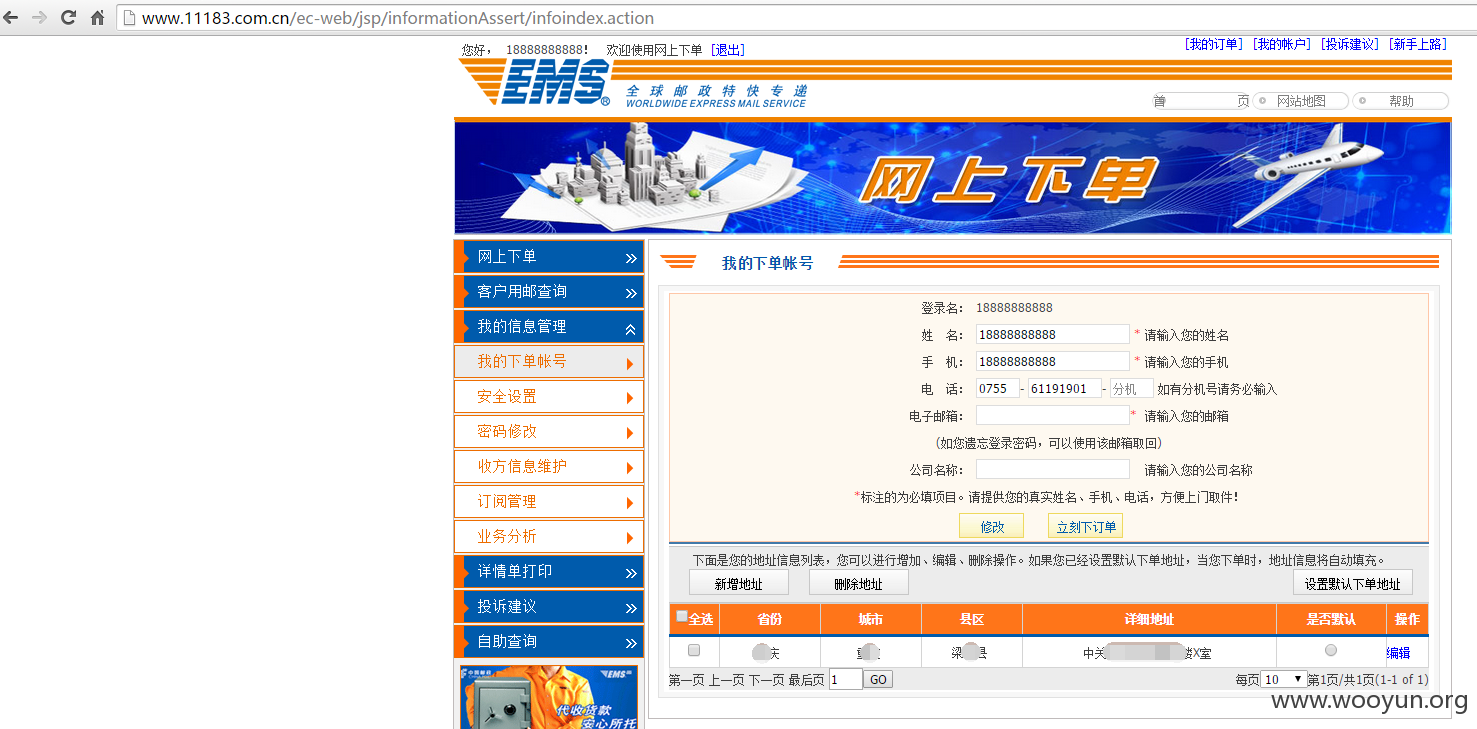 www.11183.com.cn/ec-web/jsp/informationAssert/infoindex.action
您好， 18888888888! 欢迎使用网上下单 [退出]
[我的订单] [我的帐户] [投诉建议] [新手上路]
EMS®
全球邮政特快专递
WORLDWIDE EXPRESS MAIL SERVICE
首 页 网站地图 帮助
网上下单
网上下单
客户用邮查询
我的信息管理
我的下单帐号
安全设置
密码修改
收方信息维护
订阅管理
业务分析
详情单打印
投诉建议
自助查询
中国邮政 EMS
代收货款
安心所托
我的下单帐号
登录名： 18888888888
姓 名： 18888888888 * 请输入您的姓名
手 机： 18888888888 * 请输入您的手机
电 话： 0755 - 61191901 - 分机 如有分机号请务必输入
电子邮箱： * 请输入您的邮箱
（如您遗忘登录密码，可以使用该邮箱取回）
公司名称： 请输入您的公司名称
*标注的为必填项目。请提供您的真实姓名、手机、电话，方便上门取件!
修改 立刻下订单
下面是您的地址信息列表，您可以进行增加、编辑、删除操作。如果您已经设置默认下单地址，当您下单时，地址信息将自动填充。
新增地址 删除地址 设置默认下单地址
全选 省份 城市 县区 详细地址 是否默认 操作
庆 梁 县 中关 楼X室 编辑
第一页 上一页 下一页 最后页 1 GO 每页 10 第1页/共1页(1-1 of 1)
www.wooyun.org